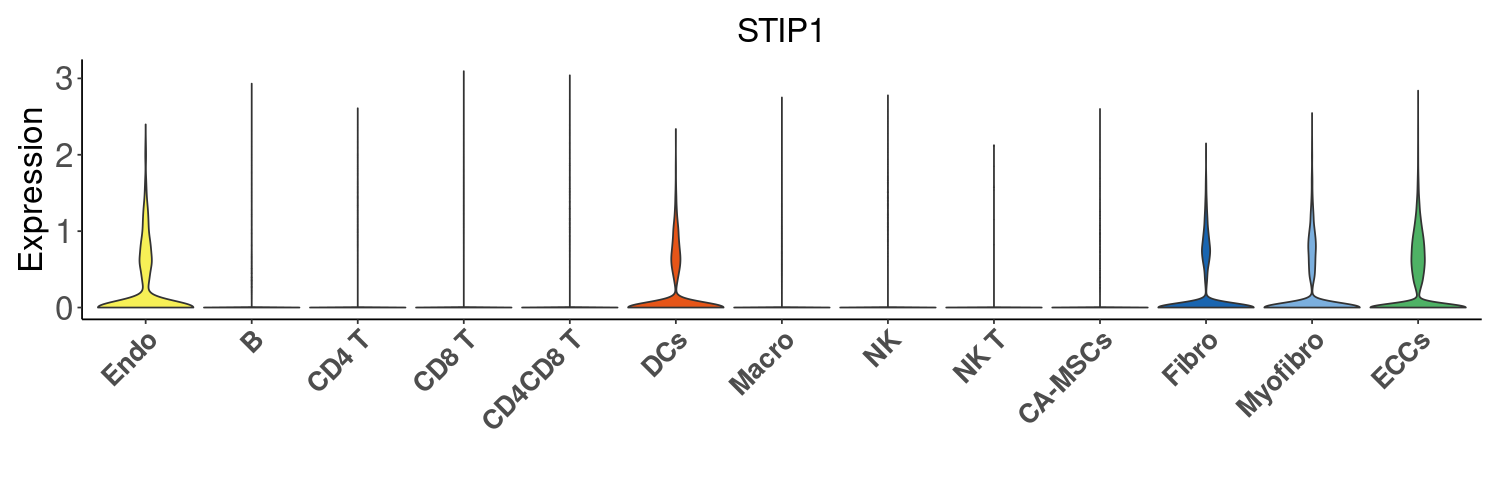 STIP1
Expression
3
2
1
0
Endo
B
CD4 T
CD8 T
CD4CD8 T
DCs
Macro
NK
NK T
CA-MSCs
Fibro
Myofibro
ECCs